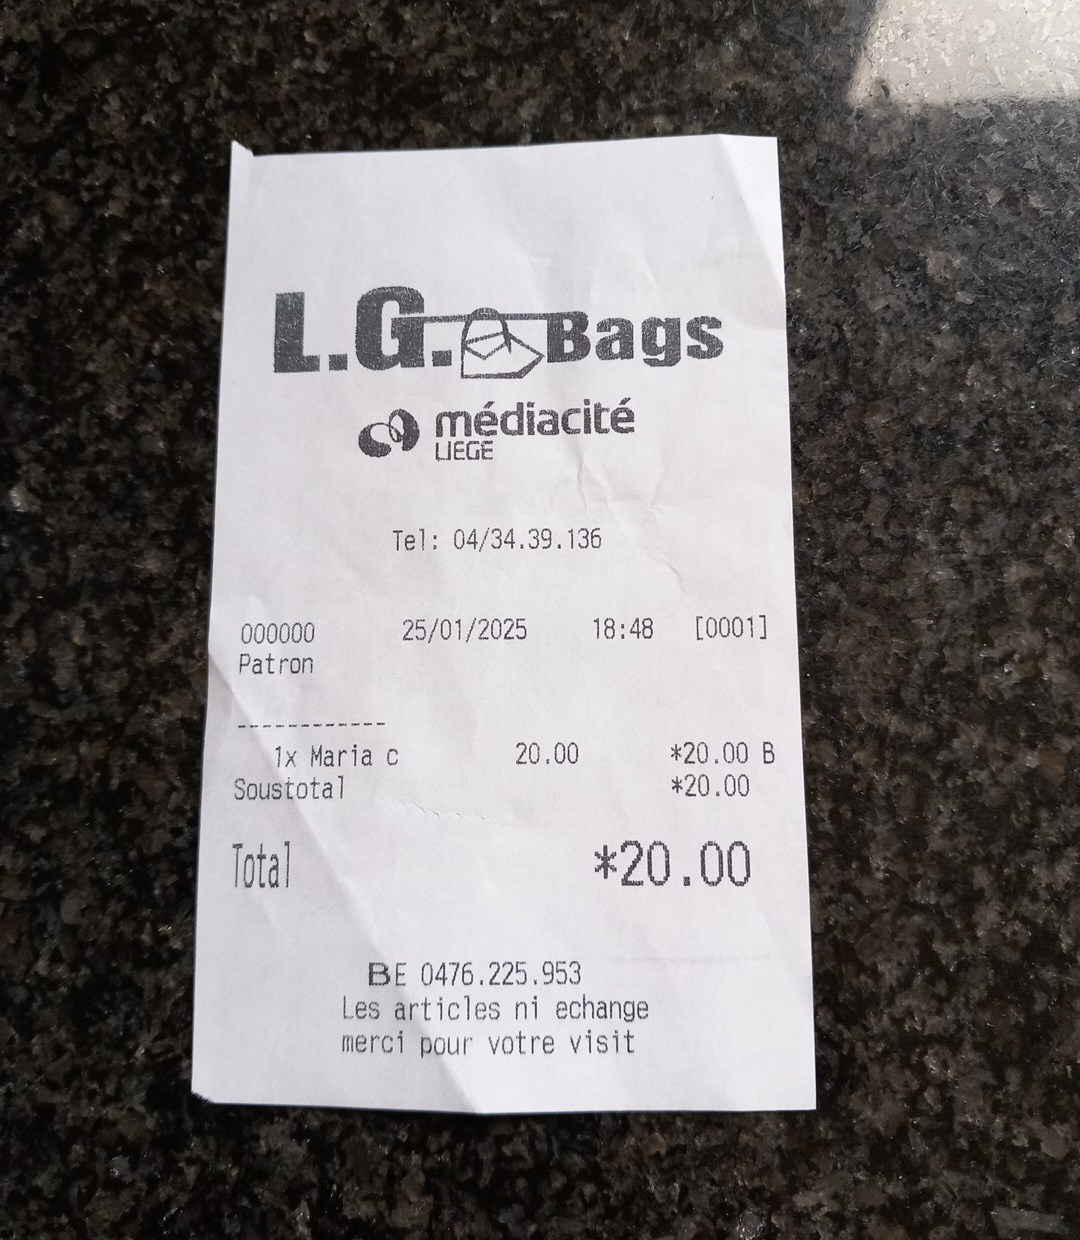 L.G. Bags
médiacité
LIEGE
Tel: 04/34.39.136
000000 25/01/2025 18:48 [0001]
Patron
------------
1x Maria c 20.00 *20.00 B
Soustotal *20.00
Total *20.00
BE 0476.225.953
Les articles ni echange
merci pour votre visit